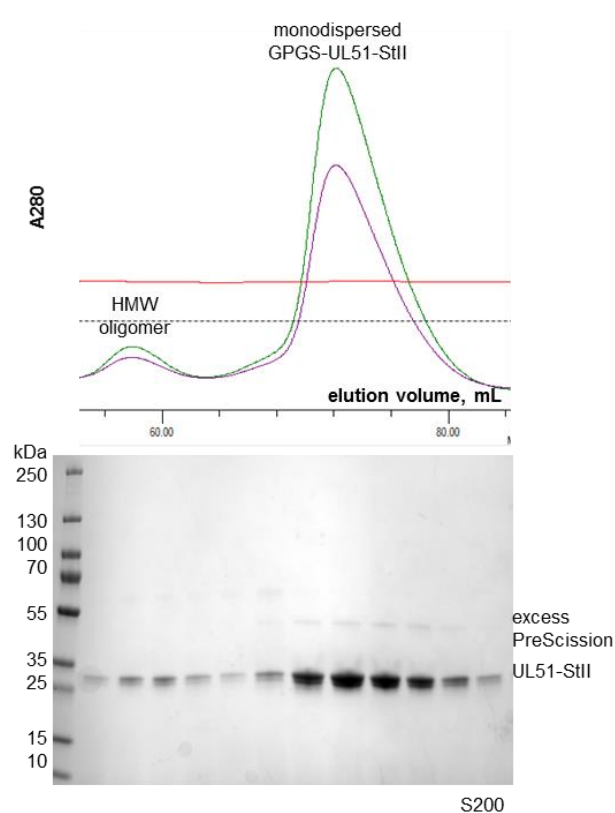 monodispersed
GPGS-UL51-StII
A280
HMW
oligomer
elution volume, mL
60.00
80.00
kDa
250
130
100
70
55
35
25
15
10
excess
PreScission
UL51-StII
S200